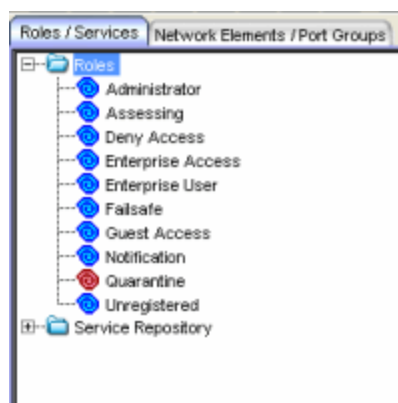 Roles / Services Network Elements / Port Groups
Roles
Administrator
Assessing
Deny Access
Enterprise Access
Enterprise User
Failsafe
Guest Access
Notification
Quarantine
Unregistered
Service Repository